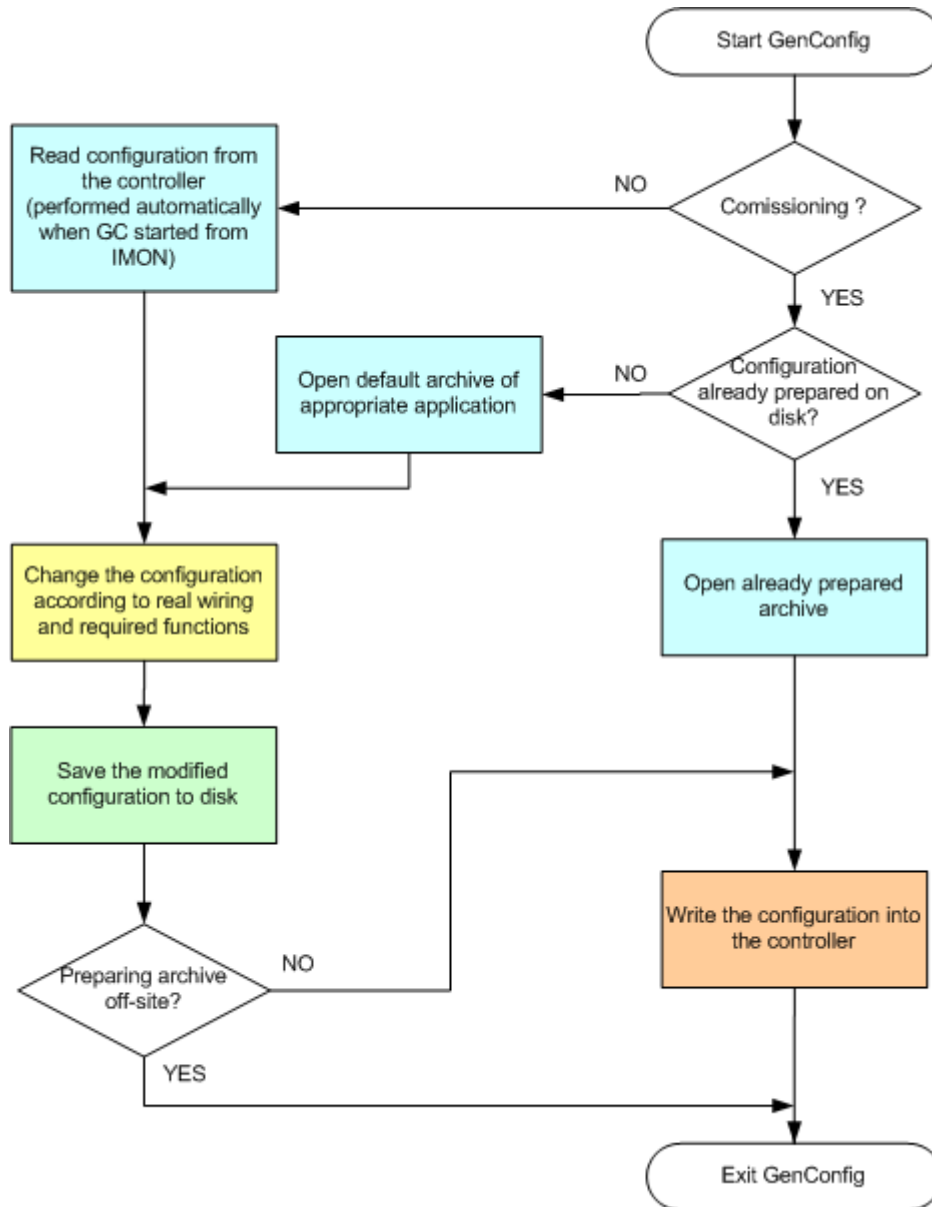 Start GenConfig
Read configuration from
the controller
(performed automatically
when GC started from
IMON)
NO
Comissioning ?
YES
Open default archive of
appropriate application
NO
Configuration
already prepared on
disk?
YES
Change the configuration
according to real wiring
and required functions
Open already prepared
archive
Save the modified
configuration to disk
Write the configuration into
the controller
Preparing archive
off-site?
NO
YES
Exit GenConfig